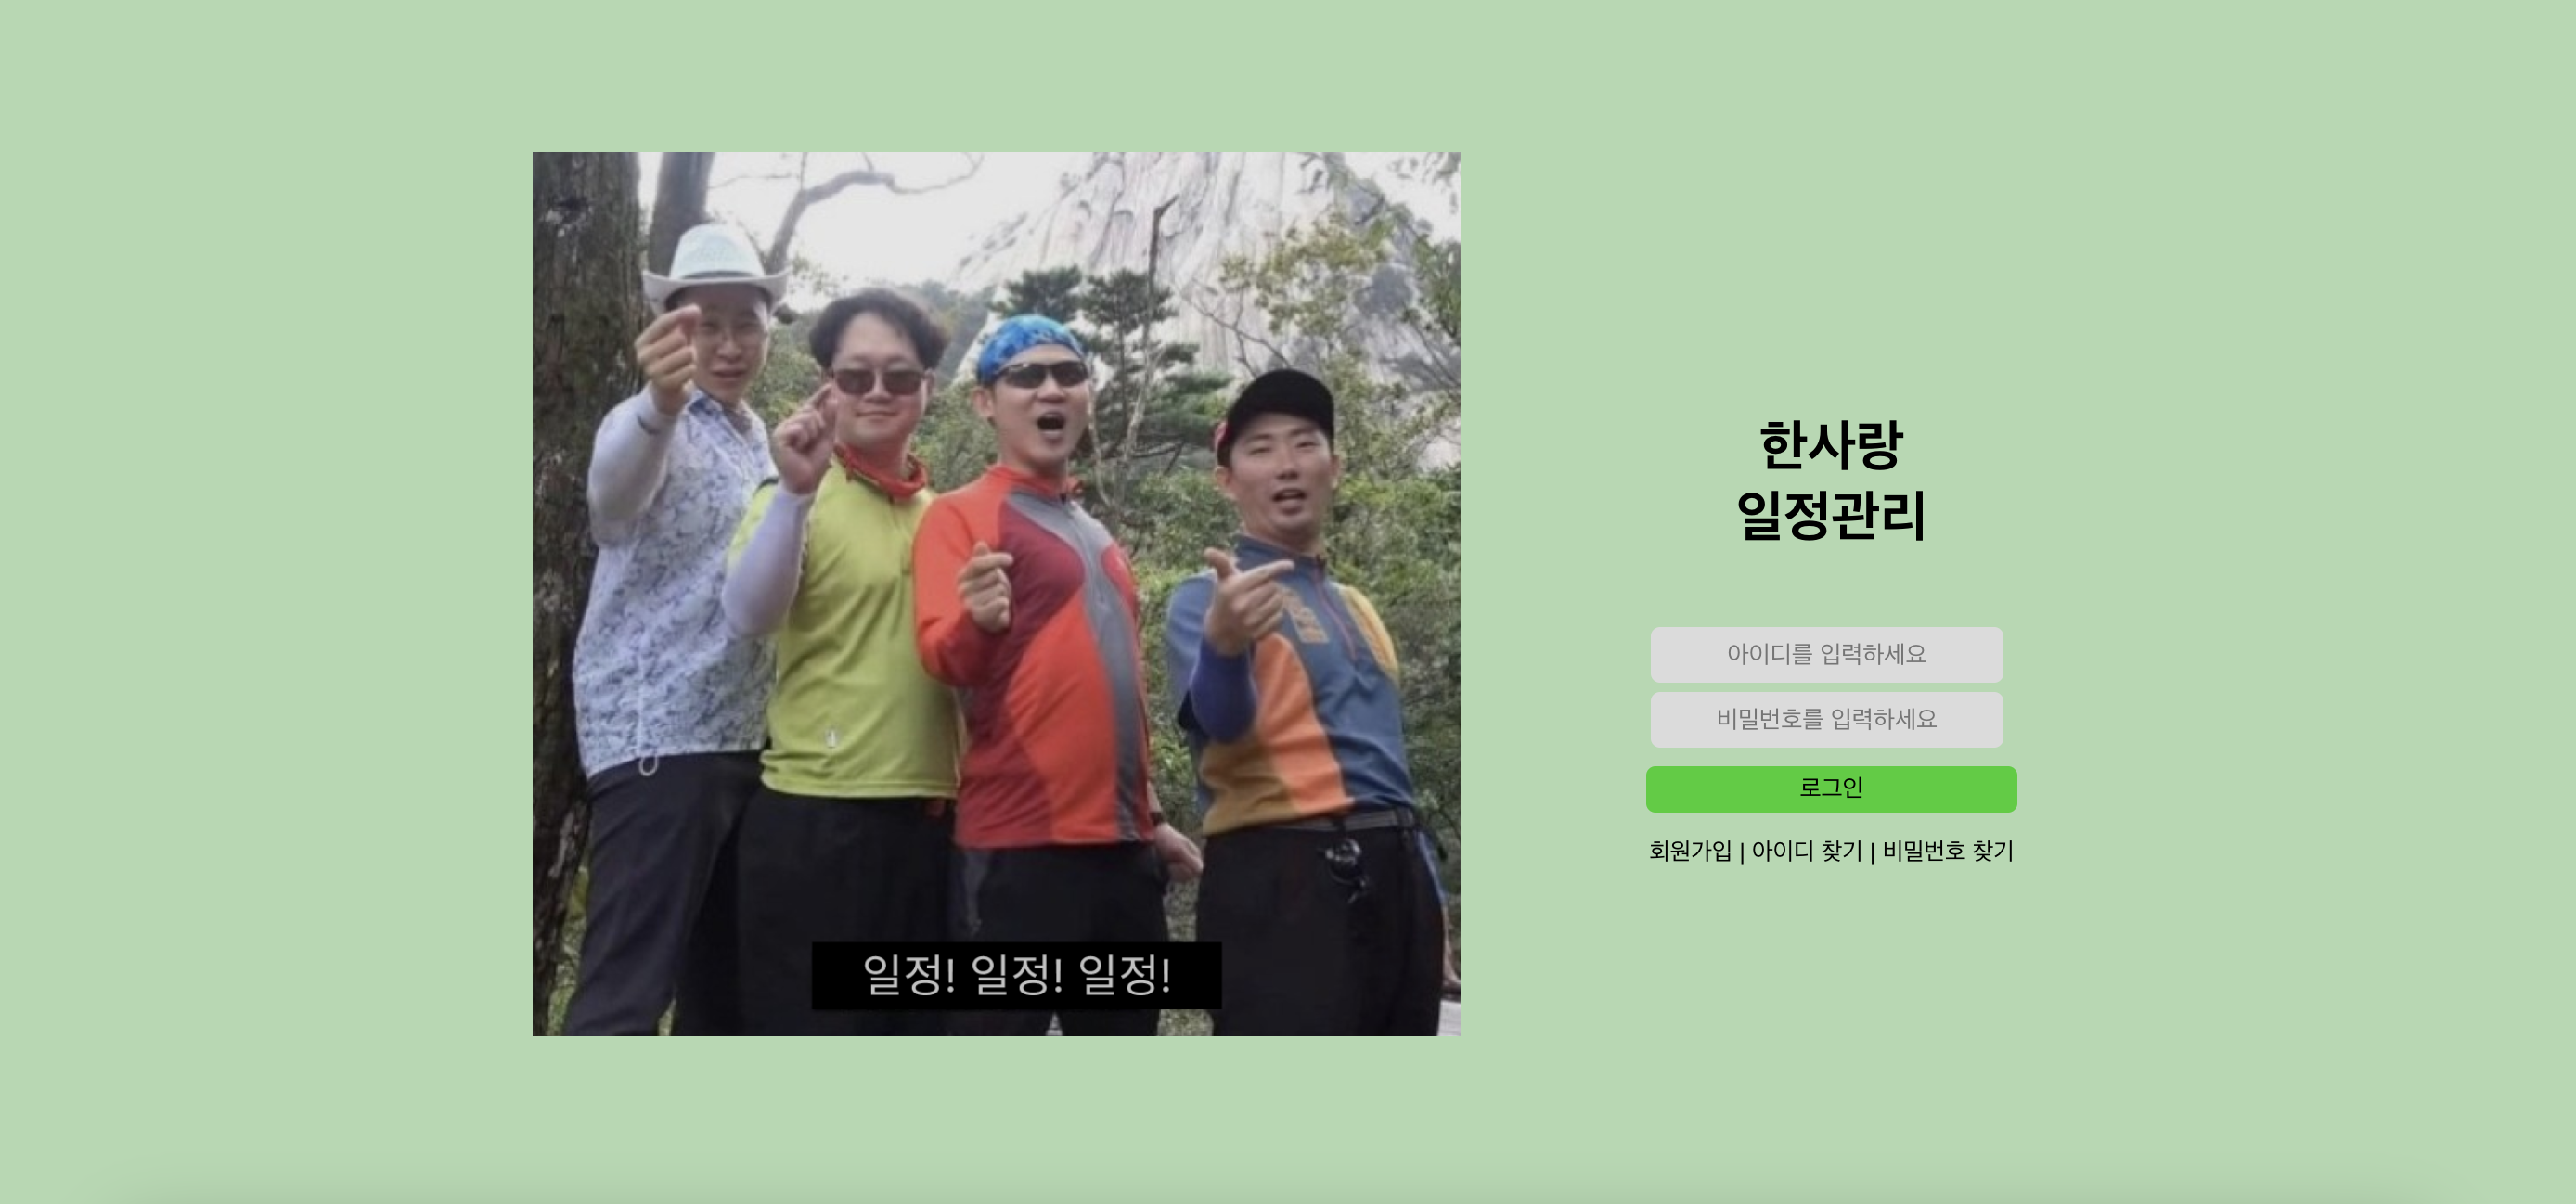 한사랑
일정관리
아이디를 입력하세요
비밀번호를 입력하세요
로그인
회원가입 | 아이디 찾기 | 비밀번호 찾기
일정! 일정! 일정!